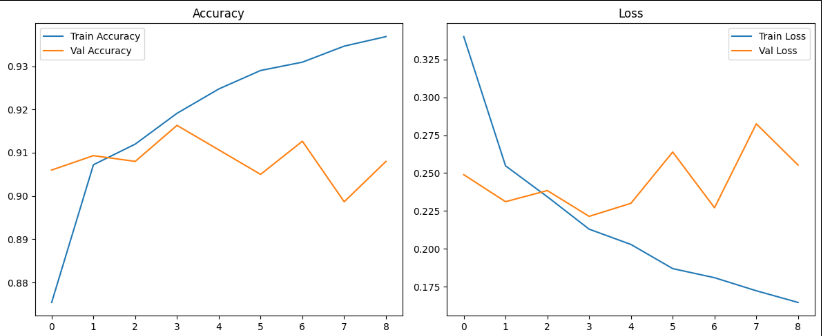 Accuracy
Train Accuracy
Val Accuracy
0.93
0.92
0.91
0.90
0.89
0.88
0 1 2 3 4 5 6 7 8
Loss
Train Loss
Val Loss
0.325
0.300
0.275
0.250
0.225
0.200
0.175
0 1 2 3 4 5 6 7 8